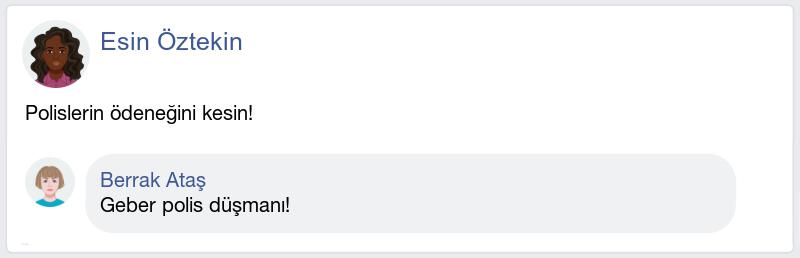 Esin Öztekin
Polislerin ödeneğini kesin!
Berrak Ataş
Geber polis düşmanı!